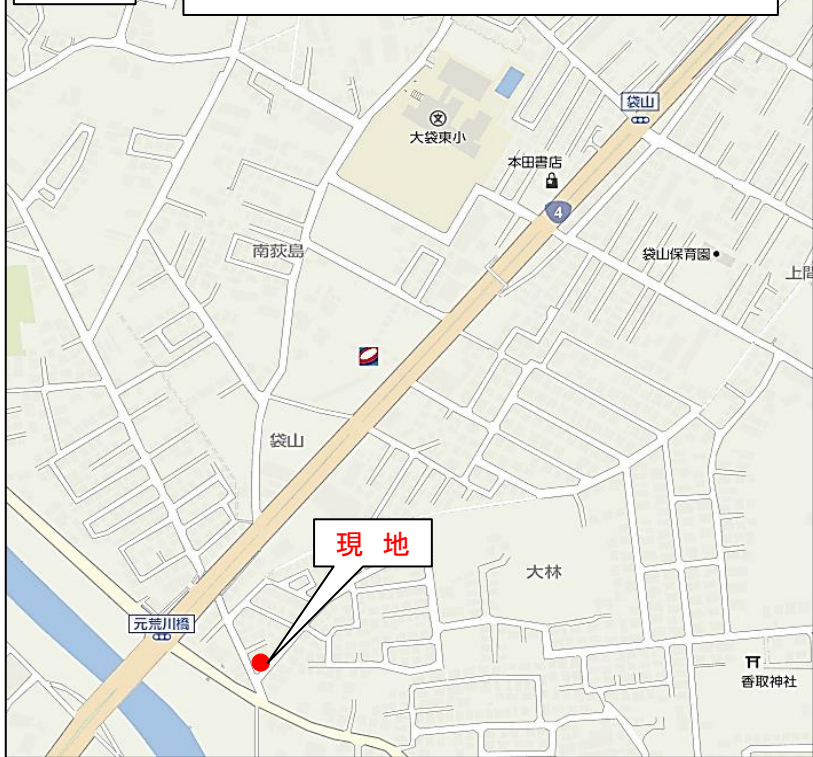 袋山
大袋東小
本田書店
4
南荻島
袋山保育園
上間
袋山
現 地
大林
元荒川橋
香取神社